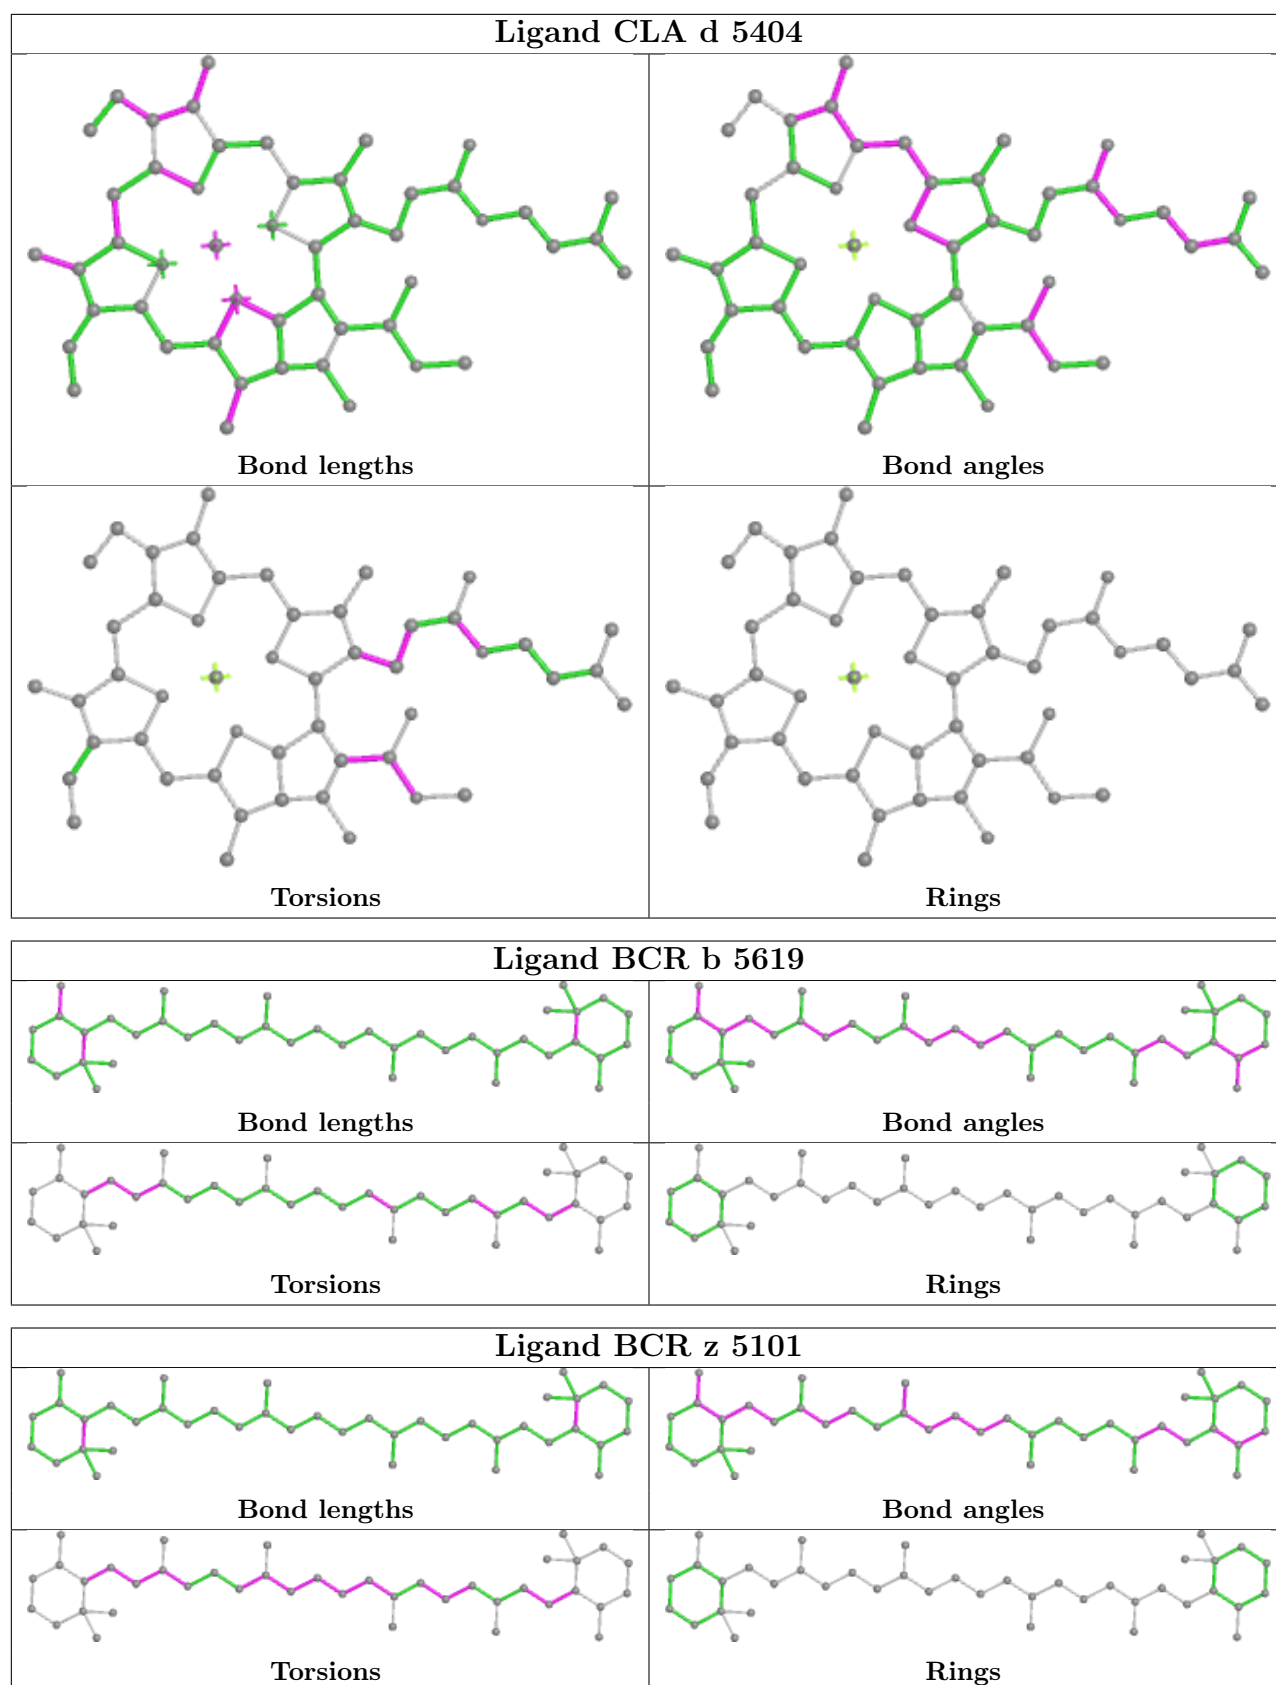 Ligand CLA d 5404
Bond lengths
Bond angles
Torsions
Rings
Ligand BCR b 5619
Bond lengths
Bond angles
Torsions
Rings
Ligand BCR z 5101
Bond lengths
Bond angles
Torsions
Rings